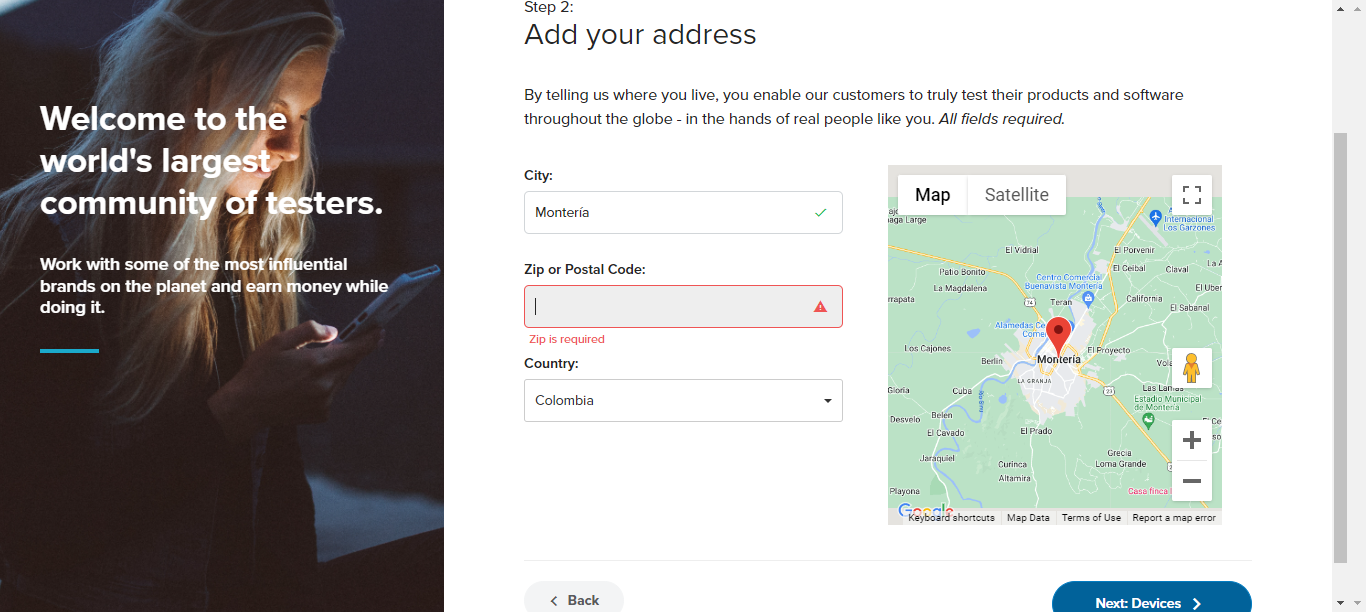 Welcome to the
world's largest
community of testers.
Work with some of the most influential
brands on the planet and earn money while
doing it.
Step 2:
Add your address
By telling us where you live, you enable our customers to truly test their products and software
throughout the globe - in the hands of real people like you. All fields required.
City:
Montería
Zip or Postal Code:
Zip is required
Country:
Colombia
Map
Satellite
naga Large
Internacional
Los Garzones
El Vidrial
El Porvenir
Patio Bonito
Centro Comercial
Buenavista Montería
El Ceibal
Claval
La Magdalena
El Uber
rrapata
74
Teran
California
El Sabanal
Alamedas Ce
Comer
Los Cajones
Berlin
Montería
El Proyecto
LA GRANJA
Gloria
Cuba
23
Las Lamas
Estadio Municipal
de Montería
Desvelo
Belen
El Cavado
El Prado
Jaraquiel
Grecia
Loma Grande
Curinca
Altamira
Playona
Casa finca
Google
Keyboard shortcuts
Map Data
Terms of Use
Report a map error
Back
Next: Devices